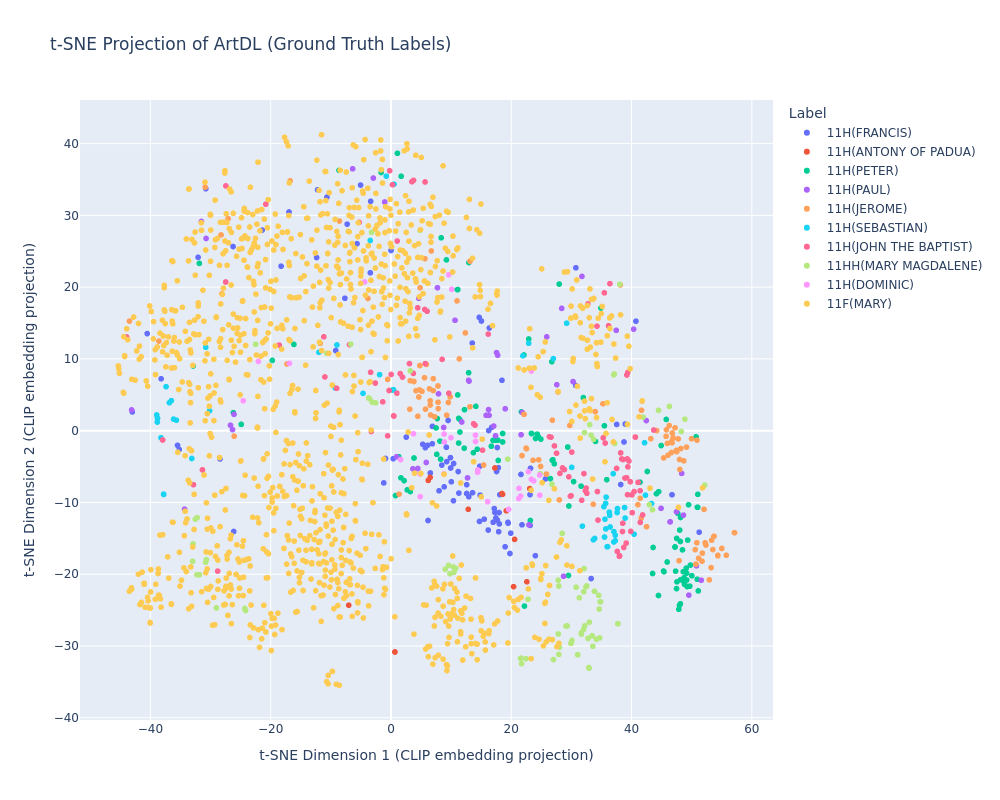 t-SNE Projection of ArtDL (Ground Truth Labels)
Label
11H(FRANCIS)
11H(ANTONY OF PADUA)
11H(PETER)
11H(PAUL)
11H(JEROME)
11H(SEBASTIAN)
11H(JOHN THE BAPTIST)
11HH(MARY MAGDALENE)
11H(DOMINIC)
11F(MARY)
40
30
20
10
0
−10
−20
−30
−40
t-SNE Dimension 2 (CLIP embedding projection)
−40 −20 0 20 40 60
t-SNE Dimension 1 (CLIP embedding projection)